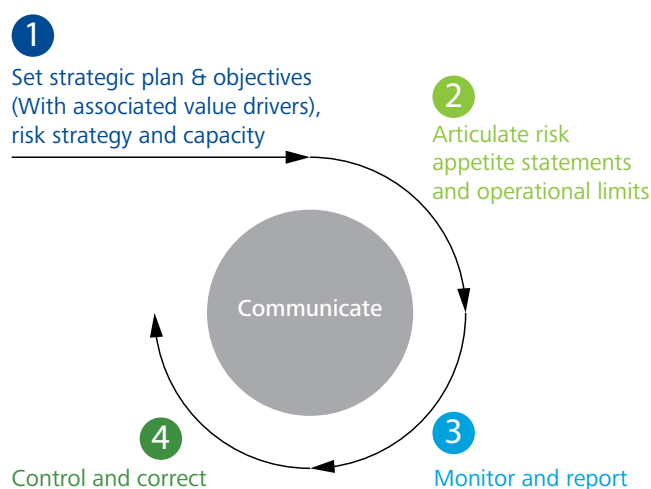 1
Set strategic plan & objectives
(With associated value drivers),
risk strategy and capacity
2
Articulate risk
appetite statements
and operational limits
Communicate
3
Monitor and report
4
Control and correct